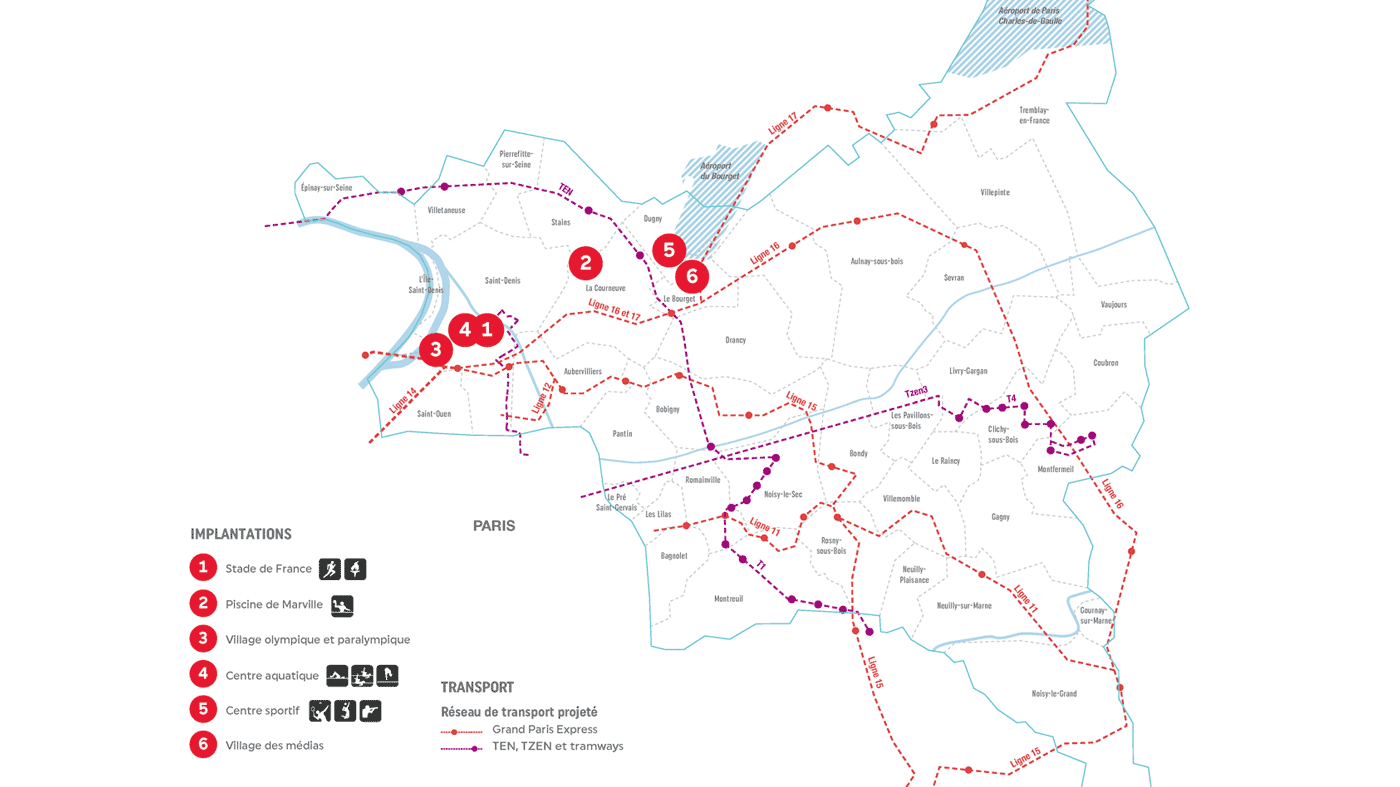 Aéroport de Paris
Charles-de-Gaulle
Tremblay-
en-France
Ligne 17
Pierrefitte-
sur-Seine
Aéroport
du Bourget
Épinay-sur-Seine
TEN
Villepinte
Villetaneuse
Stains
Dugny
5
Ligne 16
2
6
Aulnay-sous-bois
Sevran
L'Île-
Saint-Denis
Saint-Denis
La Courneuve
Le Bourget
Vaujours
Ligne 16 et 17
4
1
3
Drancy
Coubron
Aubervilliers
Livry-Gargan
Ligne 14
Ligne 12
Ligne 15
Tzen3
T4
Saint-Ouen
Bobigny
Les Pavillons-
sous-Bois
Pantin
Clichy-
sous-Bois
Bondy
Le Raincy
Montfermeil
Romainville
Noisy-le-Sec
Le Pré
Saint-Gervais
Les Lilas
Villemomble
Ligne 16
Gagny
PARIS
Ligne 11
Rosny-
sous-Bois
Bagnolet
T1
Neuilly-
Plaisance
Montreuil
Neuilly-sur-Marne
Ligne 11
Gournay-
sur-Marne
Ligne 15
Noisy-le-Grand
Ligne 15
IMPLANTATIONS
1 Stade de France
2 Piscine de Marville
3 Village olympique et paralympique
4 Centre aquatique
5 Centre sportif
6 Village des médias
TRANSPORT
Réseau de transport projeté
Grand Paris Express
TEN, TZEN et tramways